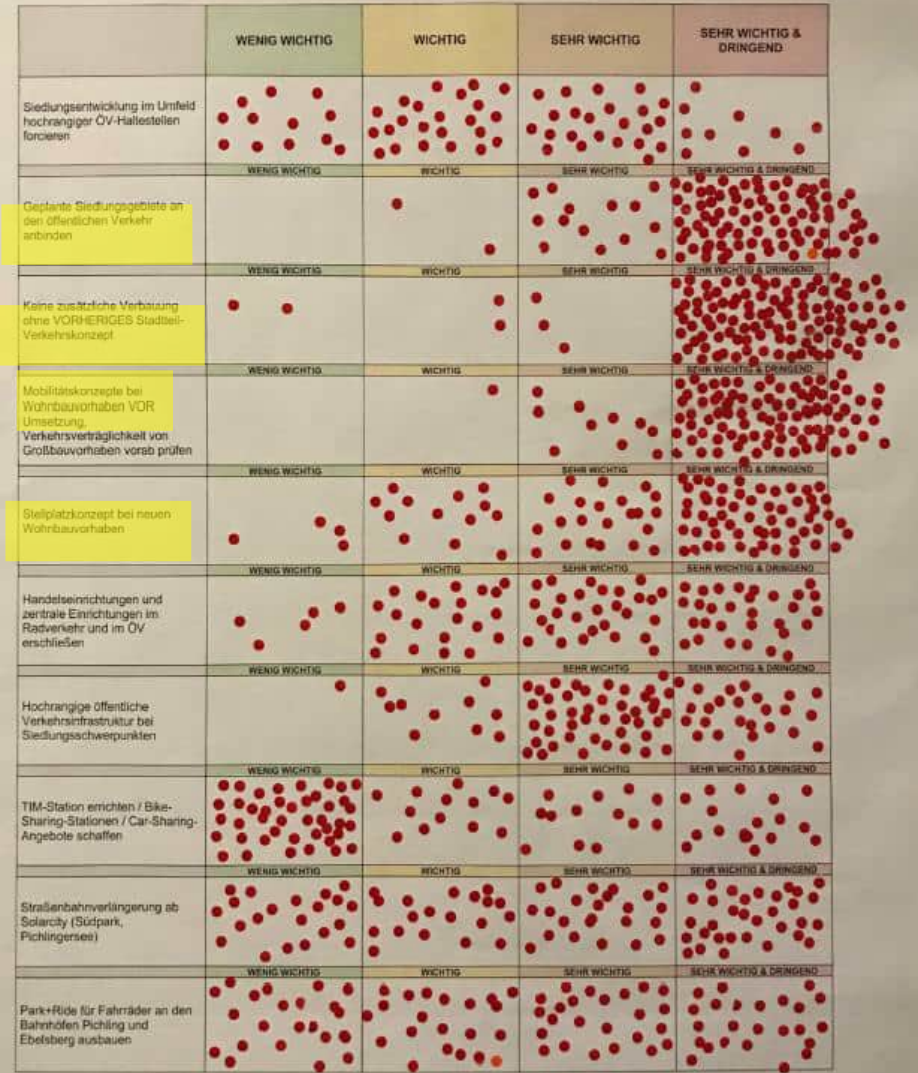 WENIG WICHTIG
WICHTIG
SEHR WICHTIG
SEHR WICHTIG &
DRINGEND
Siedlungsentwicklung im Umfeld
hochrangiger ÖV-Haltestellen
forcieren
WENIG WICHTIG
WICHTIG
SEHR WICHTIG
SEHR WICHTIG & DRINGEND
Geplante Siedlungsgebiete an
den öffentlichen Verkehr
anbinden
WENIG WICHTIG
WICHTIG
SEHR WICHTIG
SEHR WICHTIG & DRINGEND
Keine zusätzliche Verbauung
ohne VORHERIGES Stadtteil-
Verkehrskonzept
WENIG WICHTIG
WICHTIG
SEHR WICHTIG
SEHR WICHTIG & DRINGEND
Mobilitätskonzepte bei
Wohnbauvorhaben VOR
Umsetzung,
Verkehrsverträglichkeit von
Großbauvorhaben vorab prüfen
WENIG WICHTIG
WICHTIG
SEHR WICHTIG
SEHR WICHTIG & DRINGEND
Stellplatzkonzept bei neuen
Wohnbauvorhaben
WENIG WICHTIG
WICHTIG
SEHR WICHTIG
SEHR WICHTIG & DRINGEND
Handelseinrichtungen und
zentrale Einrichtungen im
Radverkehr und im ÖV
erschließen
WENIG WICHTIG
WICHTIG
SEHR WICHTIG
SEHR WICHTIG & DRINGEND
Hochrangige öffentliche
Verkehrsinfrastruktur bei
Siedlungsschwerpunkten
WENIG WICHTIG
WICHTIG
SEHR WICHTIG
SEHR WICHTIG & DRINGEND
TIM-Station errichten / Bike-
Sharing-Stationen / Car-Sharing-
Angebote schaffen
WENIG WICHTIG
WICHTIG
SEHR WICHTIG
SEHR WICHTIG & DRINGEND
Straßenbahnverlängerung ab
Solarcity (Südpark,
Pichlingersee)
WENIG WICHTIG
WICHTIG
SEHR WICHTIG
SEHR WICHTIG & DRINGEND
Park+Ride für Fahrräder an den
Bahnhöfen Pichling und
Ebelsberg ausbauen